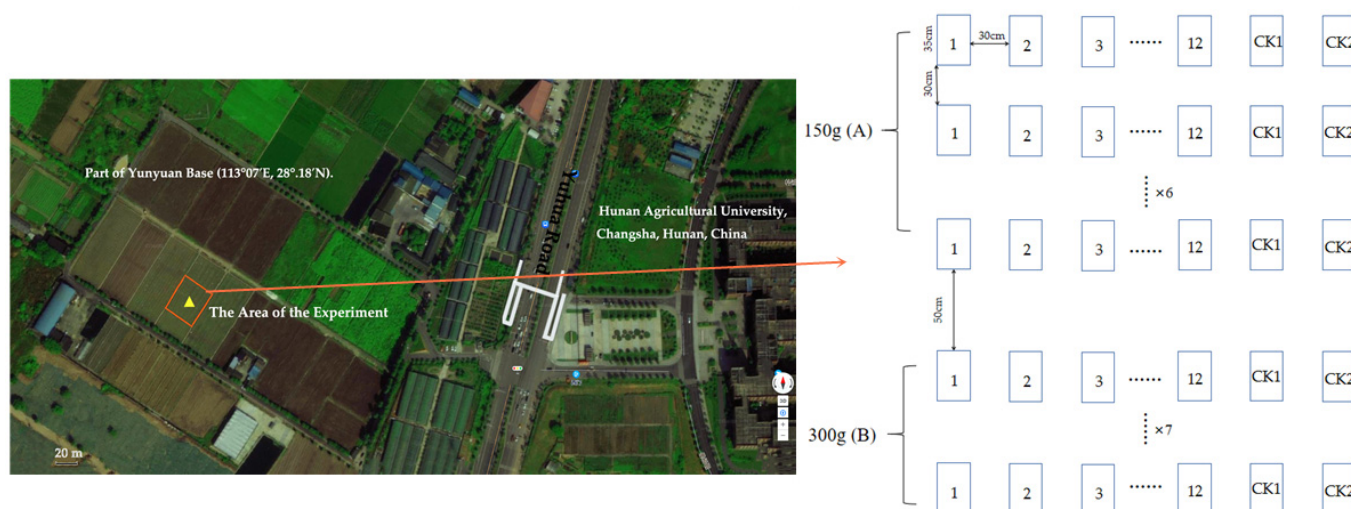 Part of Yunyuan Base (113°07′E, 28°.18′N).
Yuhua Road
Hunan Agricultural University,
Changsha, Hunan, China
The Area of the Experiment
20 m
150g (A)
35cm
30cm
30cm
1 2 3 ...... 12 CK1 CK2
1 2 3 ...... 12 CK1 CK2
×6
1 2 3 ...... 12 CK1 CK2
50cm
300g (B)
1 2 3 ...... 12 CK1 CK2
×7
1 2 3 ...... 12 CK1 CK2